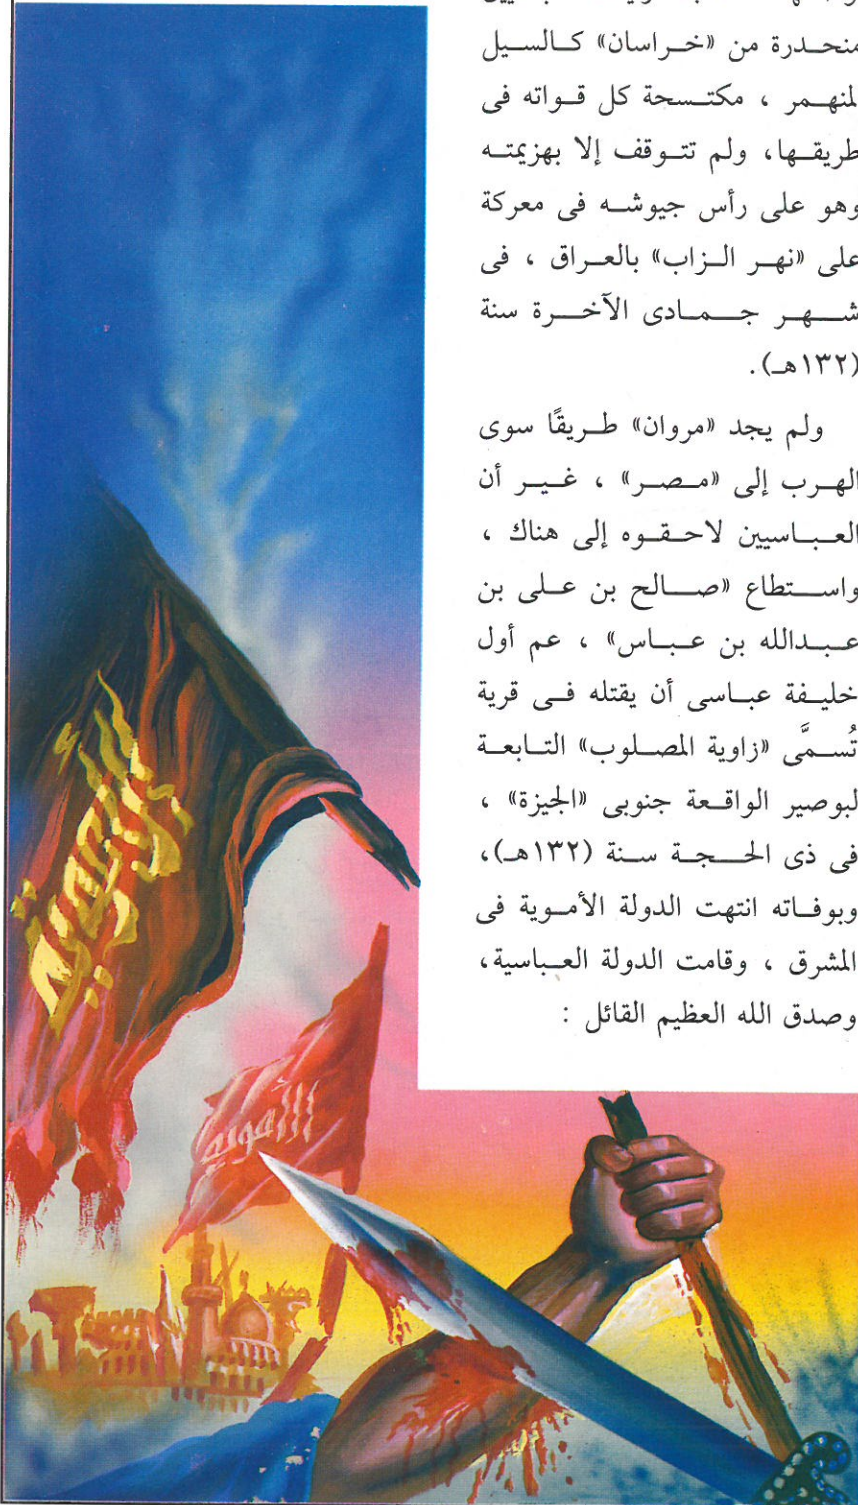 منحدرة من «خراسان» كالسيل
لمنهمر ، مكتسحة كل قواته فى
طريقها، ولم تتوقف إلا بهزيمته
وهو على رأس جيوشه فى معركة
على «نهر الزاب» بالعراق ، فى
شهر جمادى الآخرة سنة
(١٣٢هـ).
ولم يجد «مروان» طريقًا سوى
الهرب إلى «مصر» ، غير أن
العباسيين لاحقوه إلى هناك ،
واستطاع «صالح بن على بن
عبدالله بن عباس» ، عم أول
خليفة عباسى أن يقتله فى قرية
تُسمَّى «زاوية المصلوب» التابعة
لبوصير الواقعة جنوبى «الجيزة» ،
فى ذى الحجة سنة (١٣٢هـ)،
وبوفاته انتهت الدولة الأموية فى
المشرق ، وقامت الدولة العباسية،
وصدق الله العظيم القائل :
الأموية